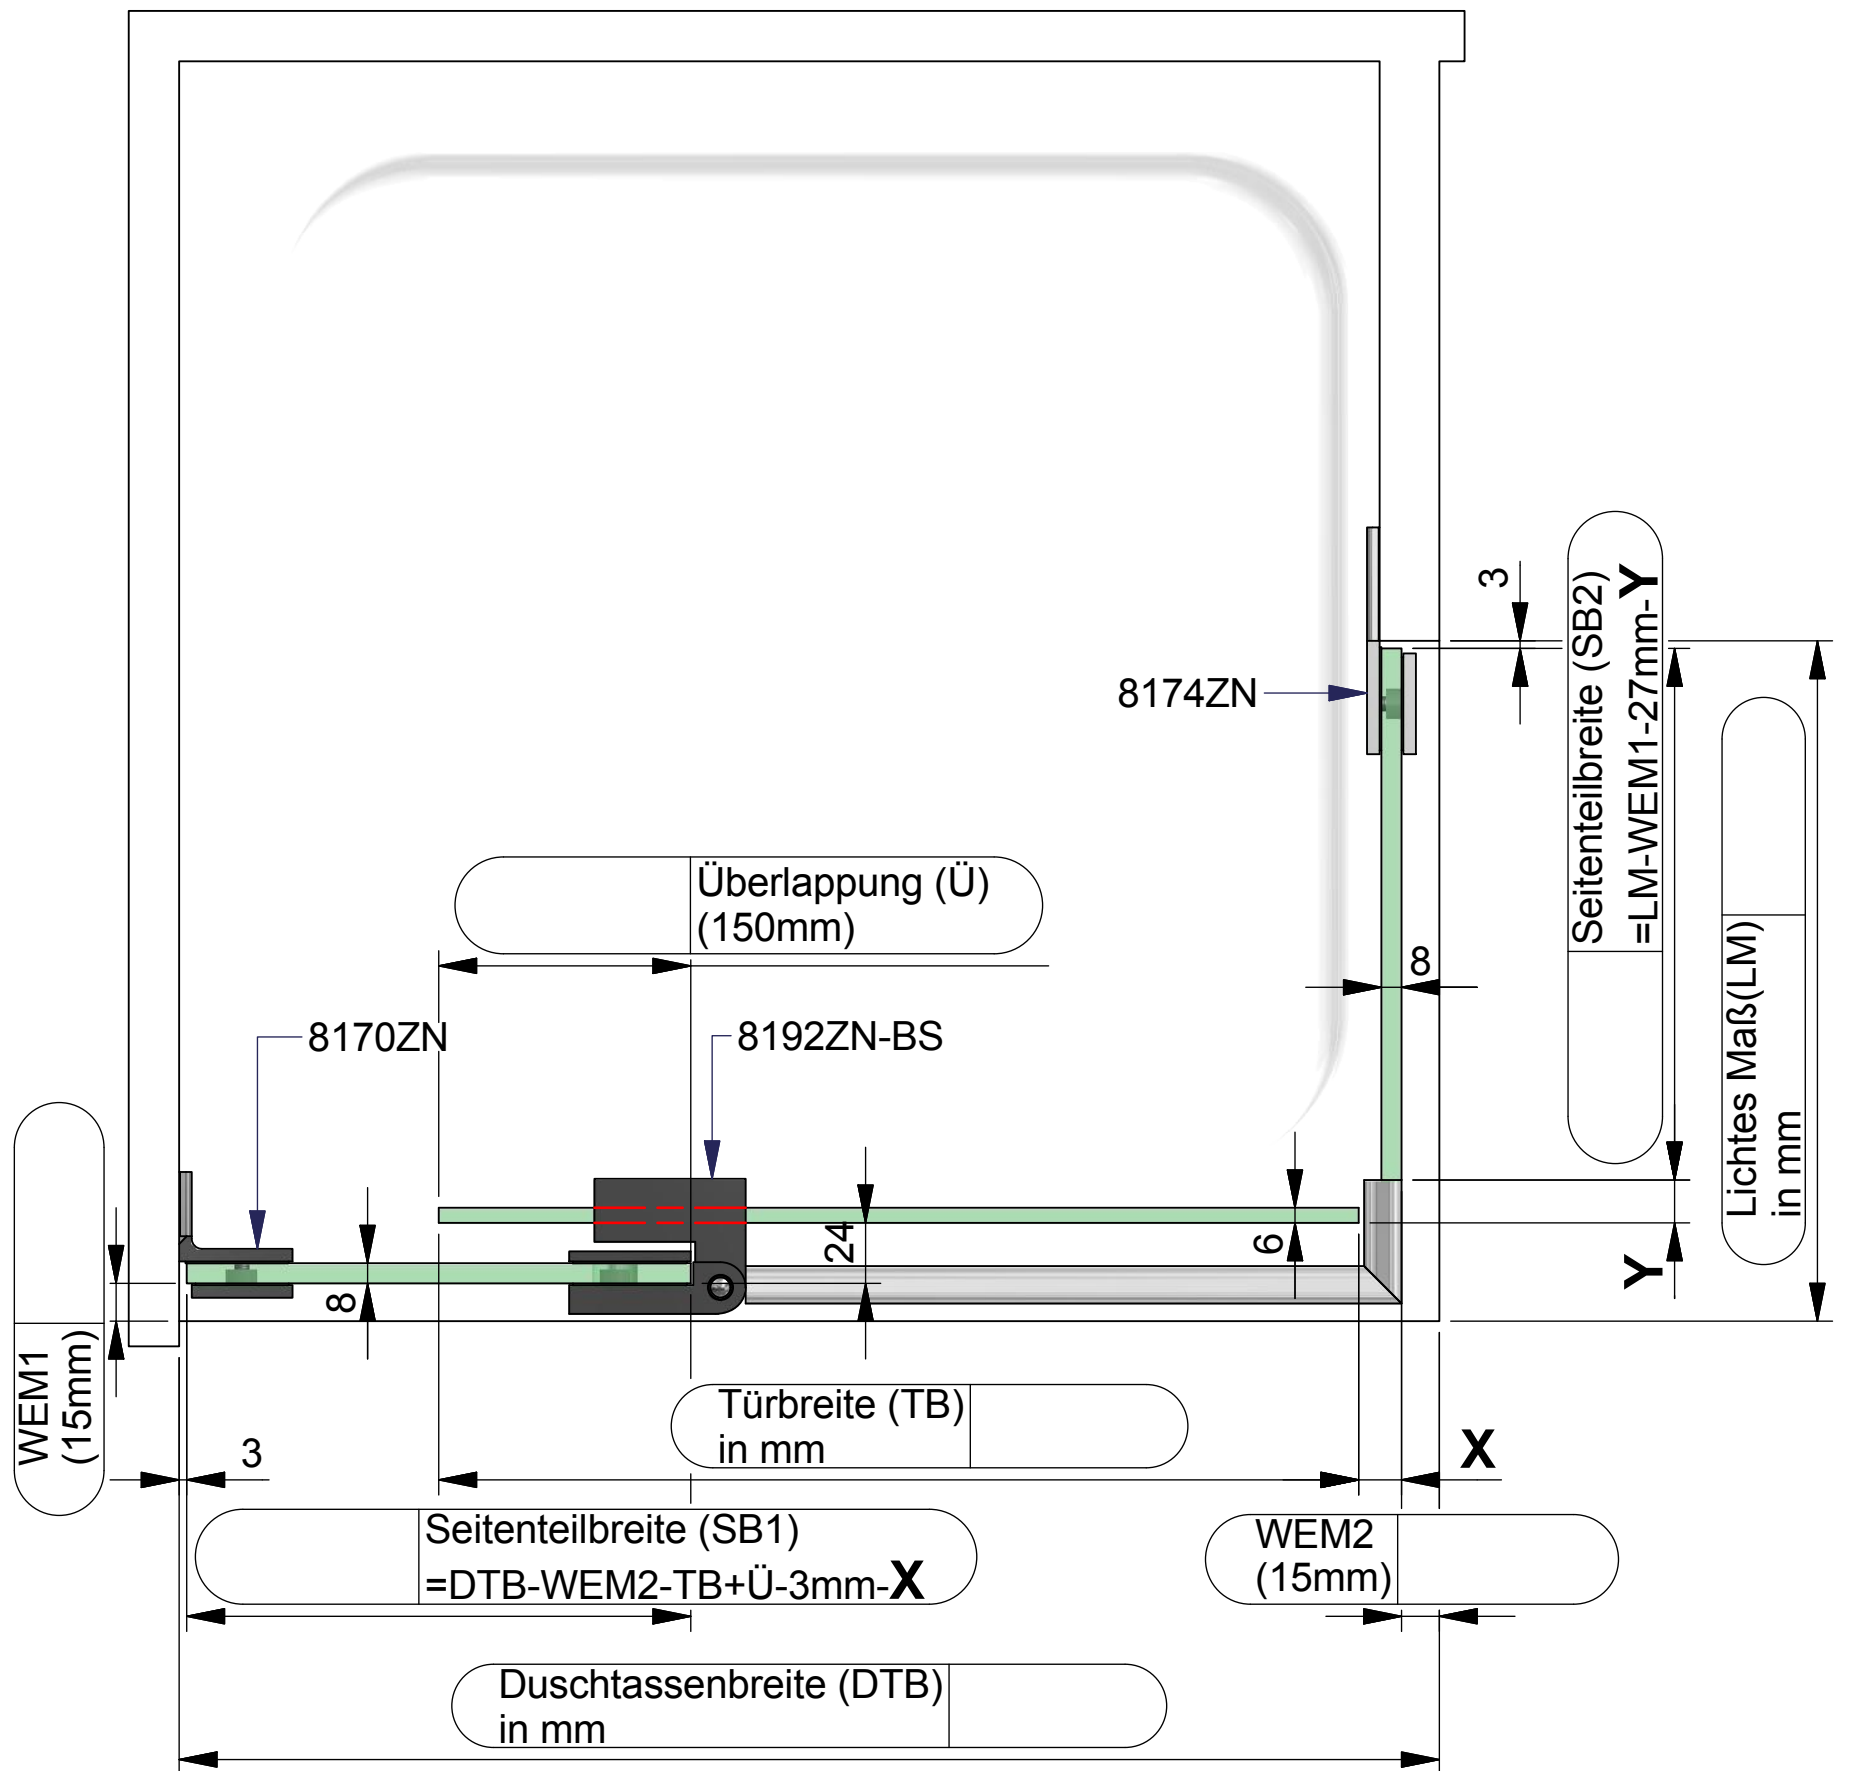 3
Seitenteilbreite (SB2)
=LM-WEM1-27mm-Y
8174ZN
Lichtes Maß(LM)
in mm
Überlappung (Ü)
(150mm)
8
8170ZN
8192ZN-BS
24
6
8
Y
WEM1
(15mm)
Türbreite (TB)
in mm
X
3
Seitenteilbreite (SB1)
=DTB-WEM2-TB+Ü-3mm-X
WEM2
(15mm)
Duschtassenbreite (DTB)
in mm